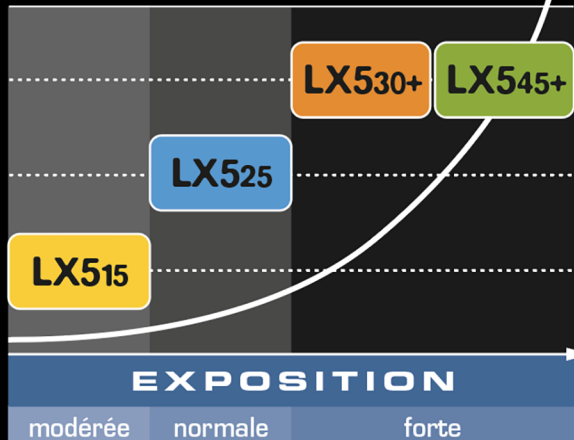 LX530+ LX545+
LX525
LX515
EXPOSITION
modérée normale forte